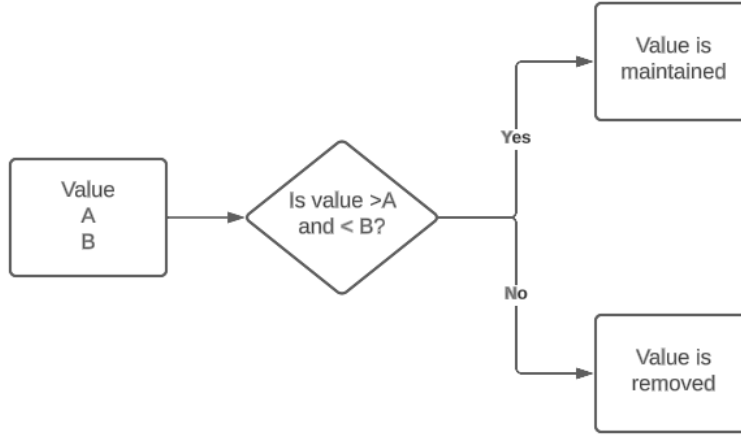 Value
A
B
Is value >A
and < B?
Yes
Value is
maintained
No
Value is
removed